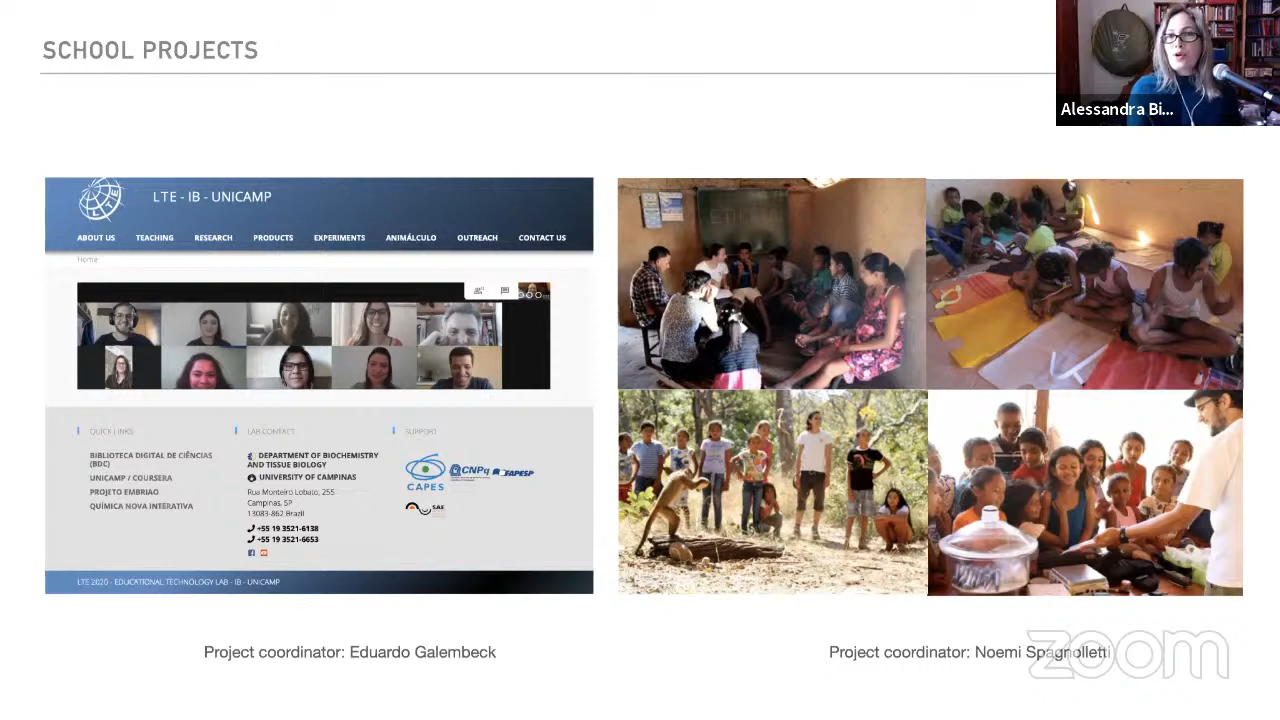 SCHOOL PROJECTS
Alessandra Bi...
LTE - IB - UNICAMP
ABOUT US TEACHING RESEARCH PRODUCTS EXPERIMENTS ANIMÁLCULO OUTREACH CONTACT US
Home
QUICK LINKS
BIBLIOTECA DIGITAL DE CIÊNCIAS
(BDC)
UNICAMP / COURSERA
PROJETO EMBRIAO
QUÍMICA NOVA INTERATIVA
LAB CONTACT
DEPARTMENT OF BIOCHEMISTRY
AND TISSUE BIOLOGY
UNIVERSITY OF CAMPINAS
Rua Monteiro Lobato, 255
Campinas, SP
13083-862 Brazil
+55 19 3521-6138
+55 19 3521-6653
SUPPORT
CAPES
CNPq
FAPESP
SAE
LTE 2020 - EDUCATIONAL TECHNOLOGY LAB - IB - UNICAMP
Project coordinator: Eduardo Galembeck
Project coordinator: Noemi Spagnolletti
zoom